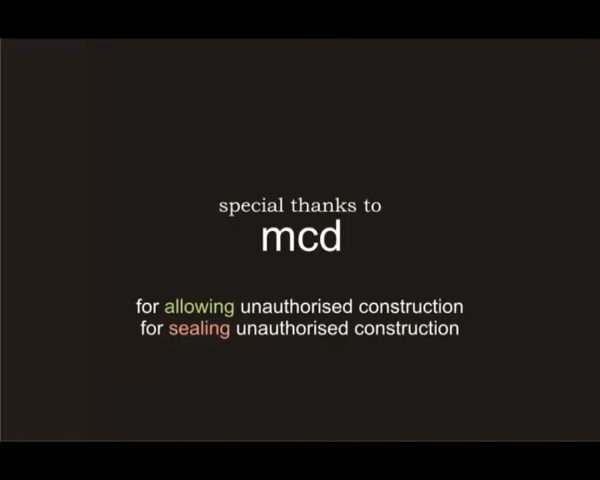 special thanks to
mcd
for allowing unauthorised construction
for sealing unauthorised construction